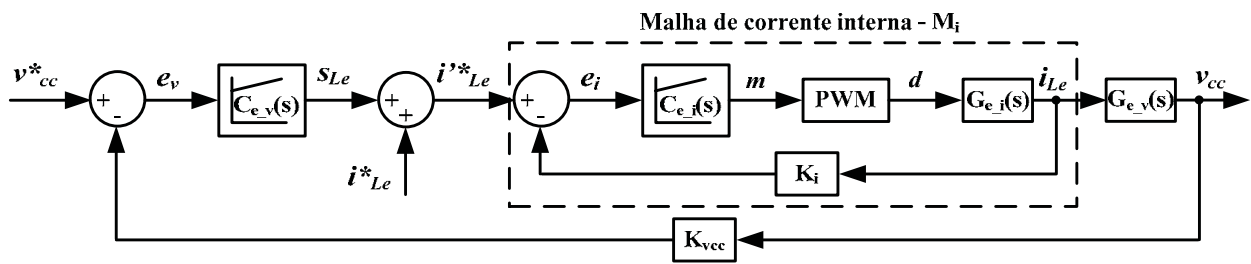 Malha de corrente interna - Mi
v*cc
+
-
ev
Ce_v(s)
sLe
+
+
i*Le
i'*Le
+
-
ei
Ce_i(s)
m
PWM
d
Ge_i(s)
iLe
Ge_v(s)
vcc
Ki
Kvcc